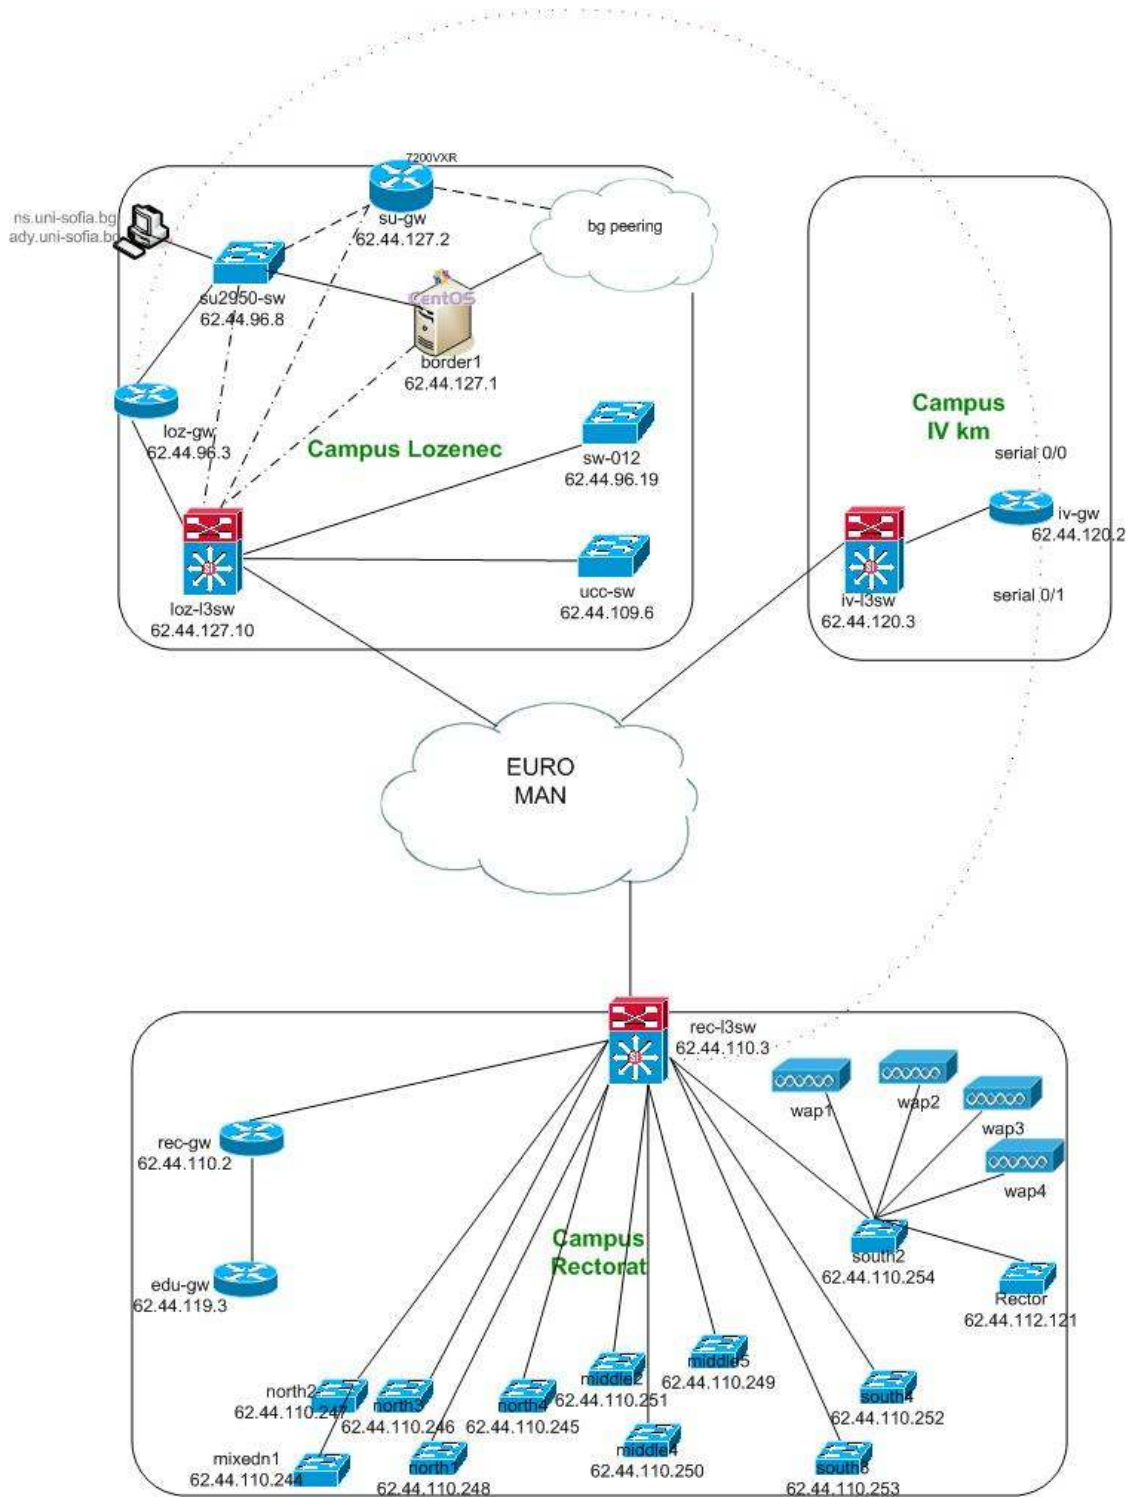 7200VXR
su-gw
62.44.127.2
bg peering
ns.uni-sofia.bg
ady.uni-sofia.bg
su2950-sw
62.44.96.8
CentOS
border1
62.44.127.1
loz-gw
62.44.96.3
Campus Lozenec
sw-012
62.44.96.19
SI
loz-l3sw
62.44.127.10
ucc-sw
62.44.109.6
Campus
IV km
serial 0/0
iv-gw
62.44.120.2
SI
iv-l3sw
62.44.120.3
serial 0/1
EURO
MAN
SI
rec-l3sw
62.44.110.3
wap1
wap2
wap3
wap4
rec-gw
62.44.110.2
Campus
Rectorat
south2
62.44.110.254
edu-gw
62.44.119.3
Rector
62.44.112.121
middle5
62.44.110.249
middle2
62.44.110.251
north2
62.44.110.247
north3
62.44.110.246
north4
62.44.110.245
south4
62.44.110.252
mixedn1
62.44.110.244
north1
62.44.110.248
middle4
62.44.110.250
62.44.110.253